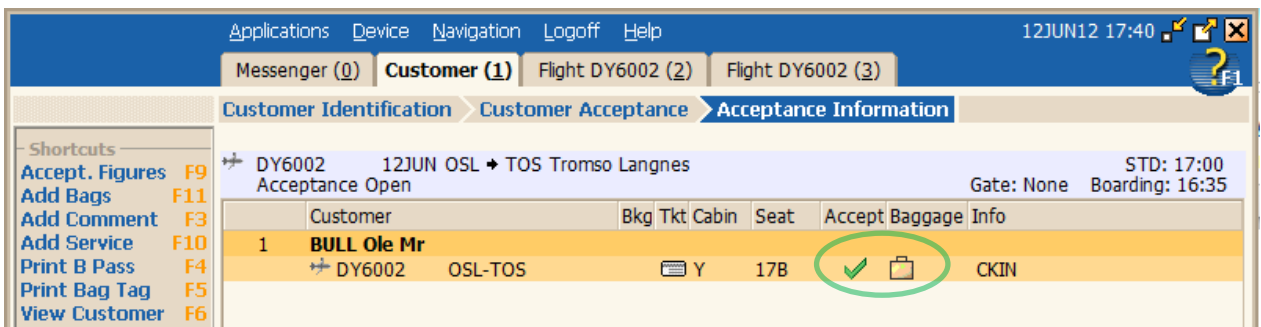 Applications Device Navigation Logoff Help 12JUN12 17:40
Messenger (0) Customer (1) Flight DY6002 (2) Flight DY6002 (3) ? F1
Customer Identification Customer Acceptance Acceptance Information
Shortcuts
Accept. Figures F9
Add Bags F11
Add Comment F3
Add Service F10
Print B Pass F4
Print Bag Tag F5
View Customer F6
DY6002 12JUN OSL → TOS Tromso Langnes STD: 17:00
Acceptance Open Gate: None Boarding: 16:35
Customer Bkg Tkt Cabin Seat Accept Baggage Info
1 BULL Ole Mr
DY6002 OSL-TOS Y 17B CKIN